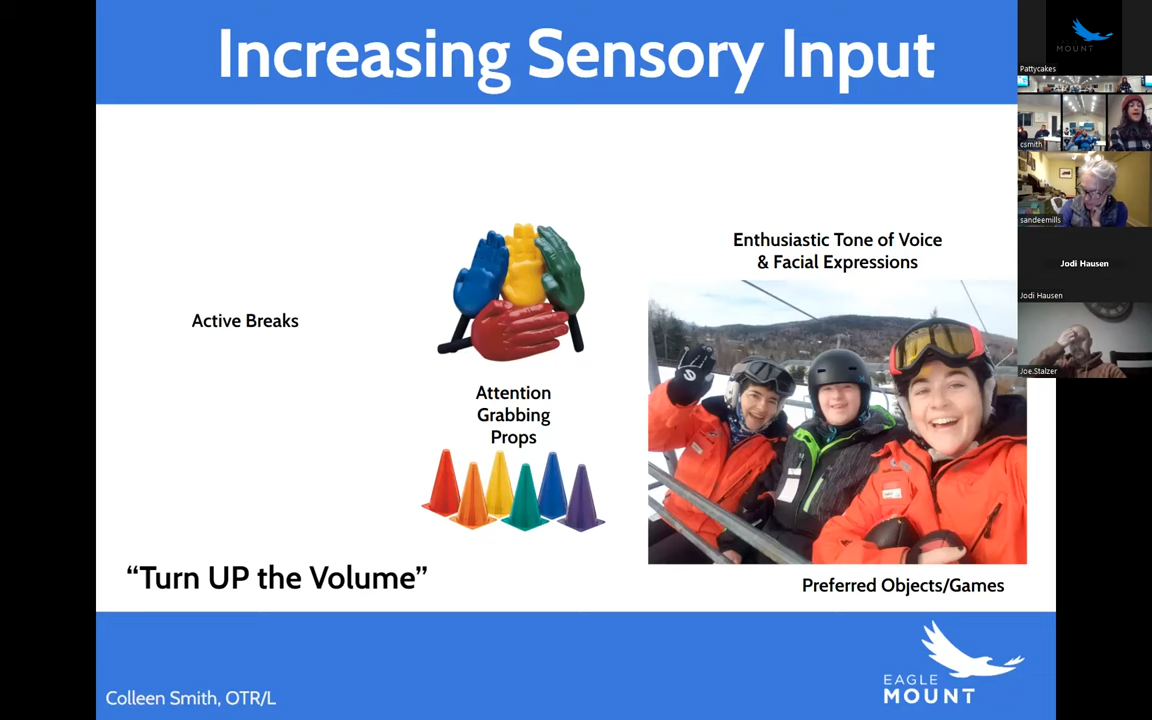 Increasing Sensory Input
Enthusiastic Tone of Voice
& Facial Expressions
Active Breaks
Attention
Grabbing
Props
“Turn UP the Volume”
Preferred Objects/Games
Colleen Smith, OTR/L
EAGLE
MOUNT
MOUNT
Pattycakes
csmith
sandeemills
Jodi Hausen
Jodi Hausen
Joe.Stalzer